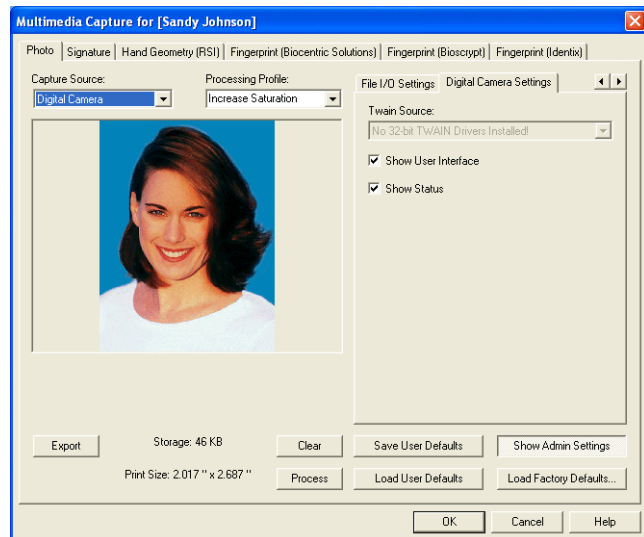 Multimedia Capture for [Sandy Johnson]
Photo Signature Hand Geometry (RSI) Fingerprint (Biocentric Solutions) Fingerprint (Bioscrypt) Fingerprint (Identix)
Capture Source: Processing Profile:
Digital Camera Increase Saturation
File I/O Settings Digital Camera Settings
Twain Source:
No 32-bit TWAIN Drivers Installed!
Show User Interface
Show Status
Export Storage: 46 KB Clear Save User Defaults Show Admin Settings
Print Size: 2.017 " x 2.687 " Process Load User Defaults Load Factory Defaults...
OK Cancel Help